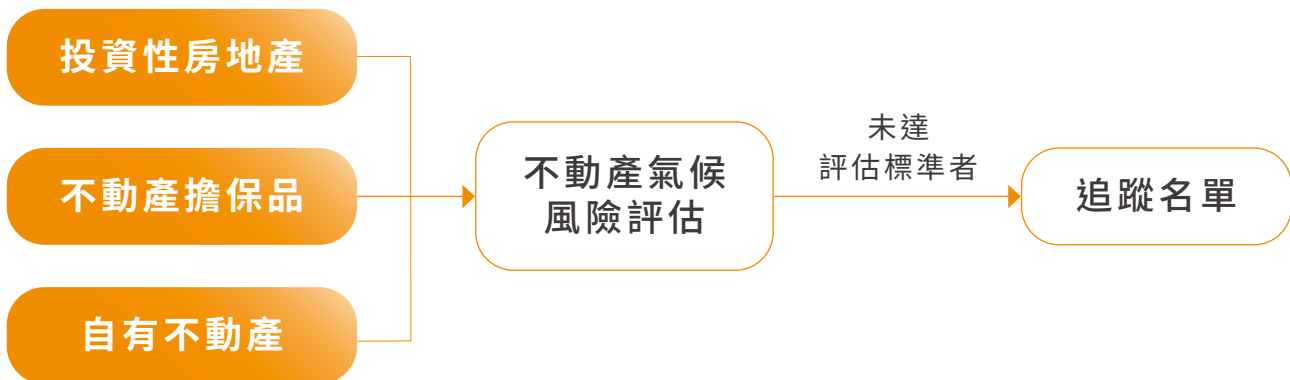 投資性房地產
不動產擔保品
自有不動產
不動產氣候
風險評估
未達
評估標準者
追蹤名單